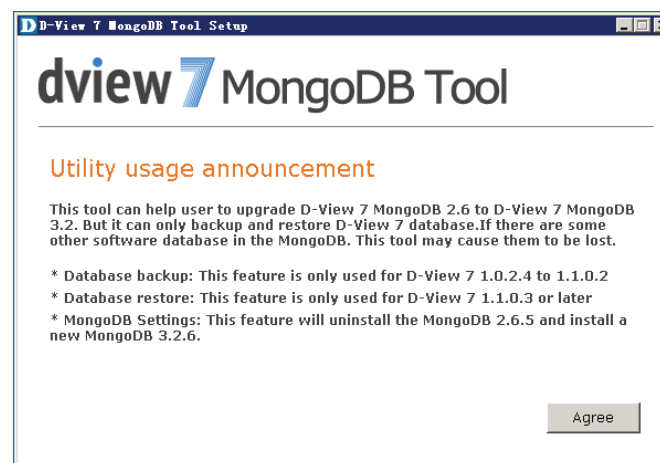 D-View 7 MongoDB Tool Setup
dview 7 MongoDB Tool
Utility usage announcement
This tool can help user to upgrade D-View 7 MongoDB 2.6 to D-View 7 MongoDB
3.2. But it can only backup and restore D-View 7 database.If there are some
other software database in the MongoDB. This tool may cause them to be lost.
* Database backup: This feature is only used for D-View 7 1.0.2.4 to 1.1.0.2
* Database restore: This feature is only used for D-View 7 1.1.0.3 or later
* MongoDB Settings: This feature will uninstall the MongoDB 2.6.5 and install a
new MongoDB 3.2.6.
Agree